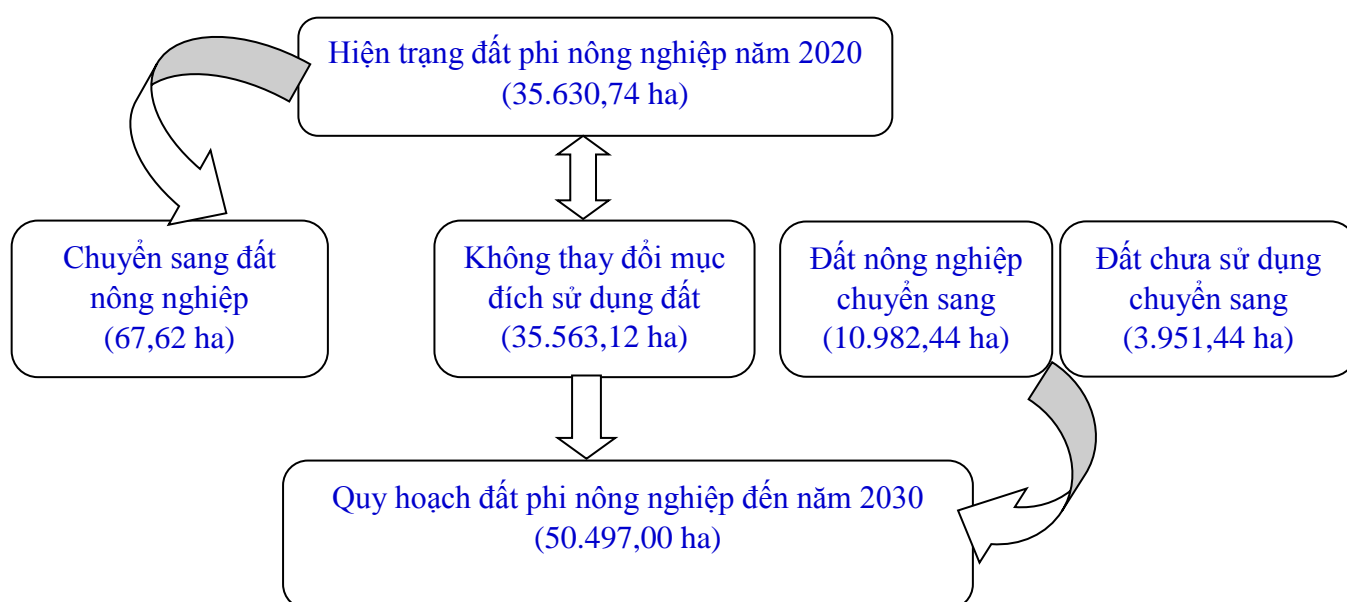 Hiện trạng đất phi nông nghiệp năm 2020
(35.630,74 ha)
Chuyển sang đất
nông nghiệp
(67,62 ha)
Không thay đổi mục
đích sử dụng đất
(35.563,12 ha)
Đất nông nghiệp
chuyển sang
(10.982,44 ha)
Đất chưa sử dụng
chuyển sang
(3.951,44 ha)
Quy hoạch đất phi nông nghiệp đến năm 2030
(50.497,00 ha)